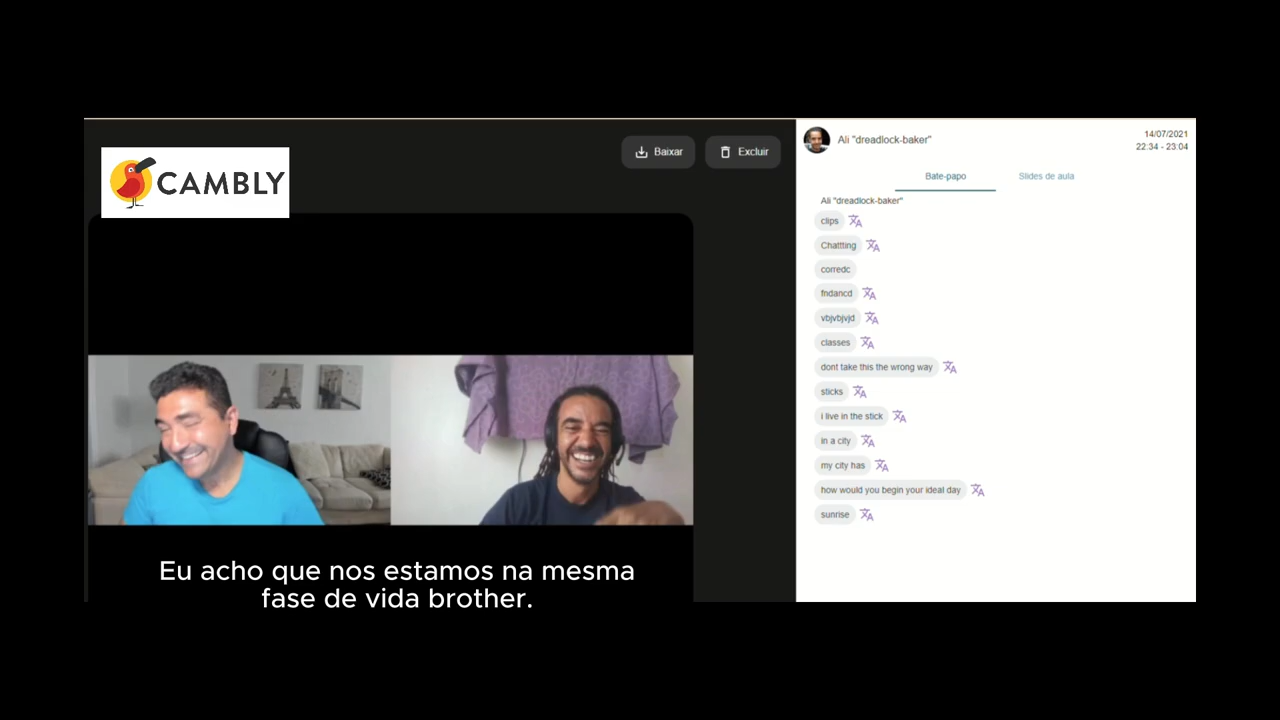 CAMBLY
Baixar
Excluir
Eu acho que nos estamos na mesma
fase de vida brother.
Ali "dreadlock-baker"
14/07/2021
22:34 - 23:04
Bate-papo
Slides de aula
Ali "dreadlock-baker"
clips
Chattting
corredc
fndancd
vbjvbjvjd
classes
dont take this the wrong way
sticks
i live in the stick
in a city
my city has
how would you begin your ideal day
sunrise